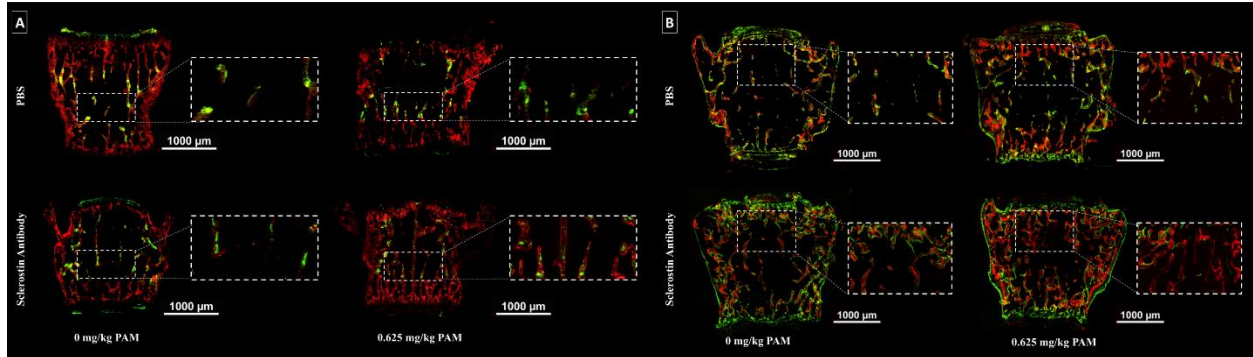 A
PBS
1000 µm
1000 µm
Sclerostin Antibody
1000 µm
1000 µm
0 mg/kg PAM
0.625 mg/kg PAM
B
PBS
1000 µm
1000 µm
Sclerostin Antibody
1000 µm
1000 µm
0 mg/kg PAM
0.625 mg/kg PAM